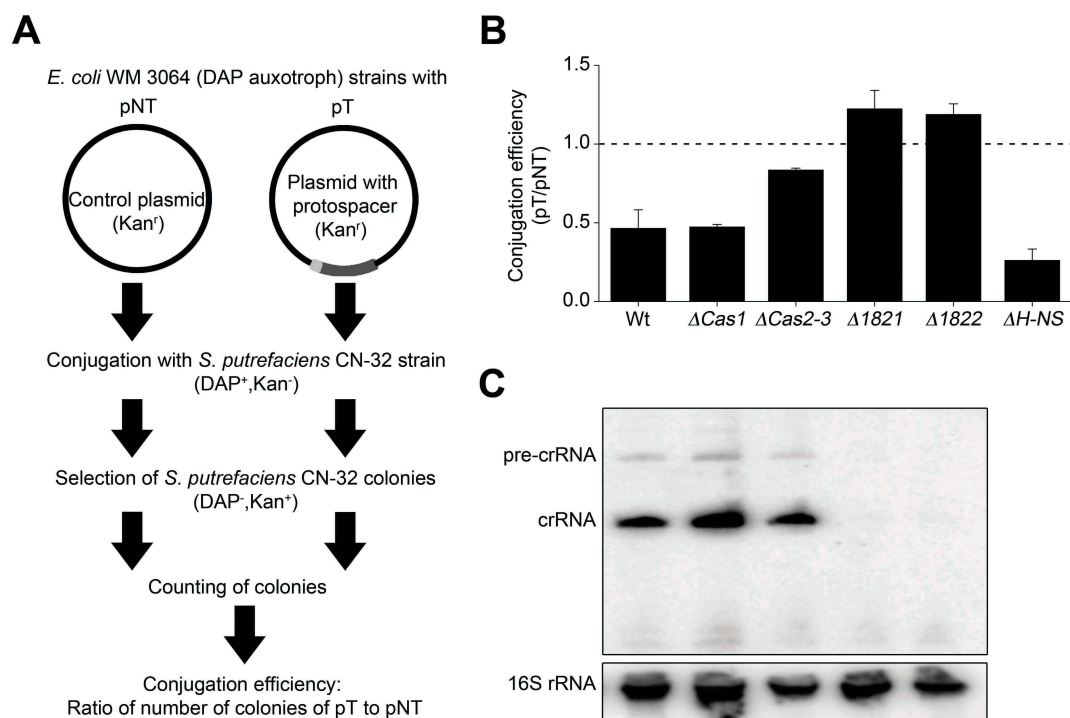 A
E. coli WM 3064 (DAP auxotroph) strains with
pNT
pT
Control plasmid
(Kanʳ)
Plasmid with
protospacer
(Kanʳ)
Conjugation with S. putrefaciens CN-32 strain
(DAP⁺,Kan⁻)
Selection of S. putrefaciens CN-32 colonies
(DAP⁻,Kan⁺)
Counting of colonies
Conjugation efficiency:
Ratio of number of colonies of pT to pNT
B
Conjugation efficiency
(pT/pNT)
1.5
1.0
0.5
0.0
Wt
ΔCas1
ΔCas2-3
Δ1821
Δ1822
ΔH-NS
C
pre-crRNA
crRNA
16S rRNA